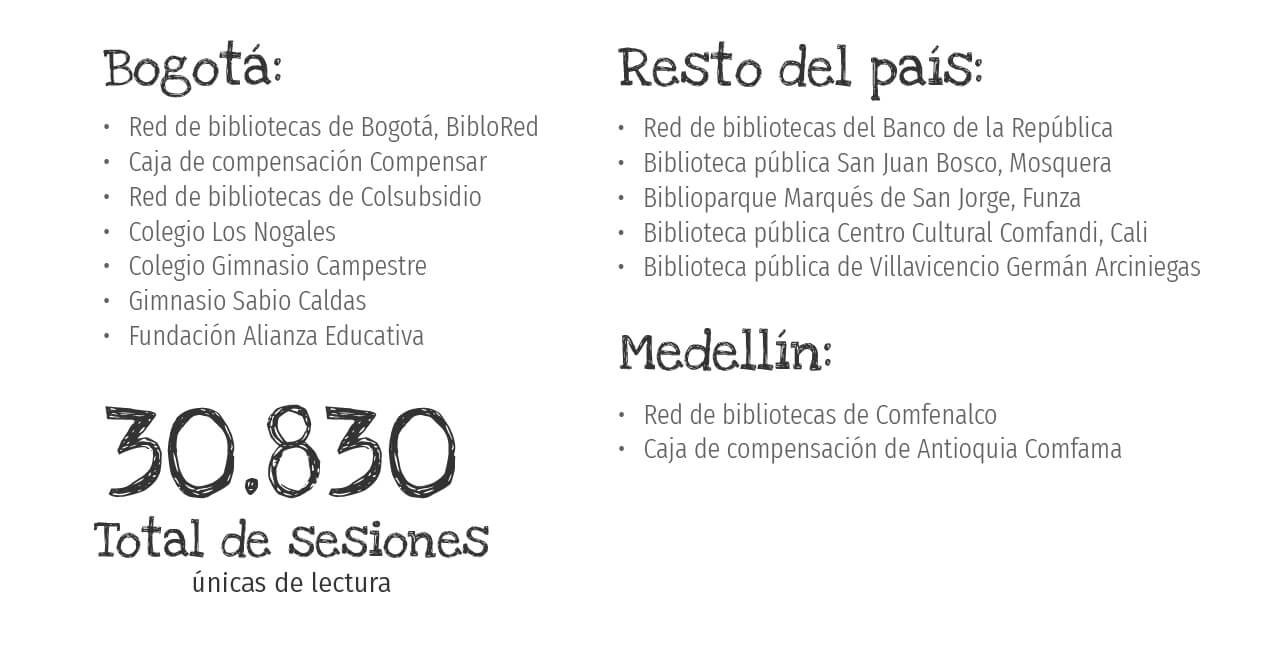 Bogotá:
• Red de bibliotecas de Bogotá, BibloRed
• Caja de compensación Compensar
• Red de bibliotecas de Colsubsidio
• Colegio Los Nogales
• Colegio Gimnasio Campestre
• Gimnasio Sabio Caldas
• Fundación Alianza Educativa
30.830
Total de sesiones
únicas de lectura
Resto del país:
• Red de bibliotecas del Banco de la República
• Biblioteca pública San Juan Bosco, Mosquera
• Biblioparque Marqués de San Jorge, Funza
• Biblioteca pública Centro Cultural Comfandi, Cali
• Biblioteca pública de Villavicencio Germán Arciniegas
Medellín:
• Red de bibliotecas de Comfenalco
• Caja de compensación de Antioquia Comfama